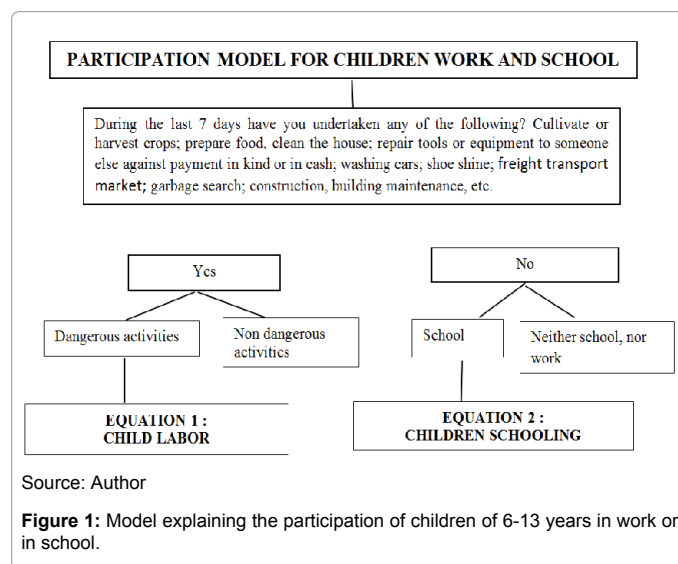 PARTICIPATION MODEL FOR CHILDREN WORK AND SCHOOL
During the last 7 days have you undertaken any of the following? Cultivate or
harvest crops; prepare food, clean the house; repair tools or equipment to someone
else against payment in kind or in cash; washing cars; shoe shine; freight transport
market; garbage search; construction, building maintenance, etc.
Yes
No
Dangerous activities
Non dangerous
activities
School
Neither school, nor
work
EQUATION 1 :
CHILD LABOR
EQUATION 2 :
CHILDREN SCHOOLING
Source: Author
Figure 1: Model explaining the participation of children of 6-13 years in work or
in school.